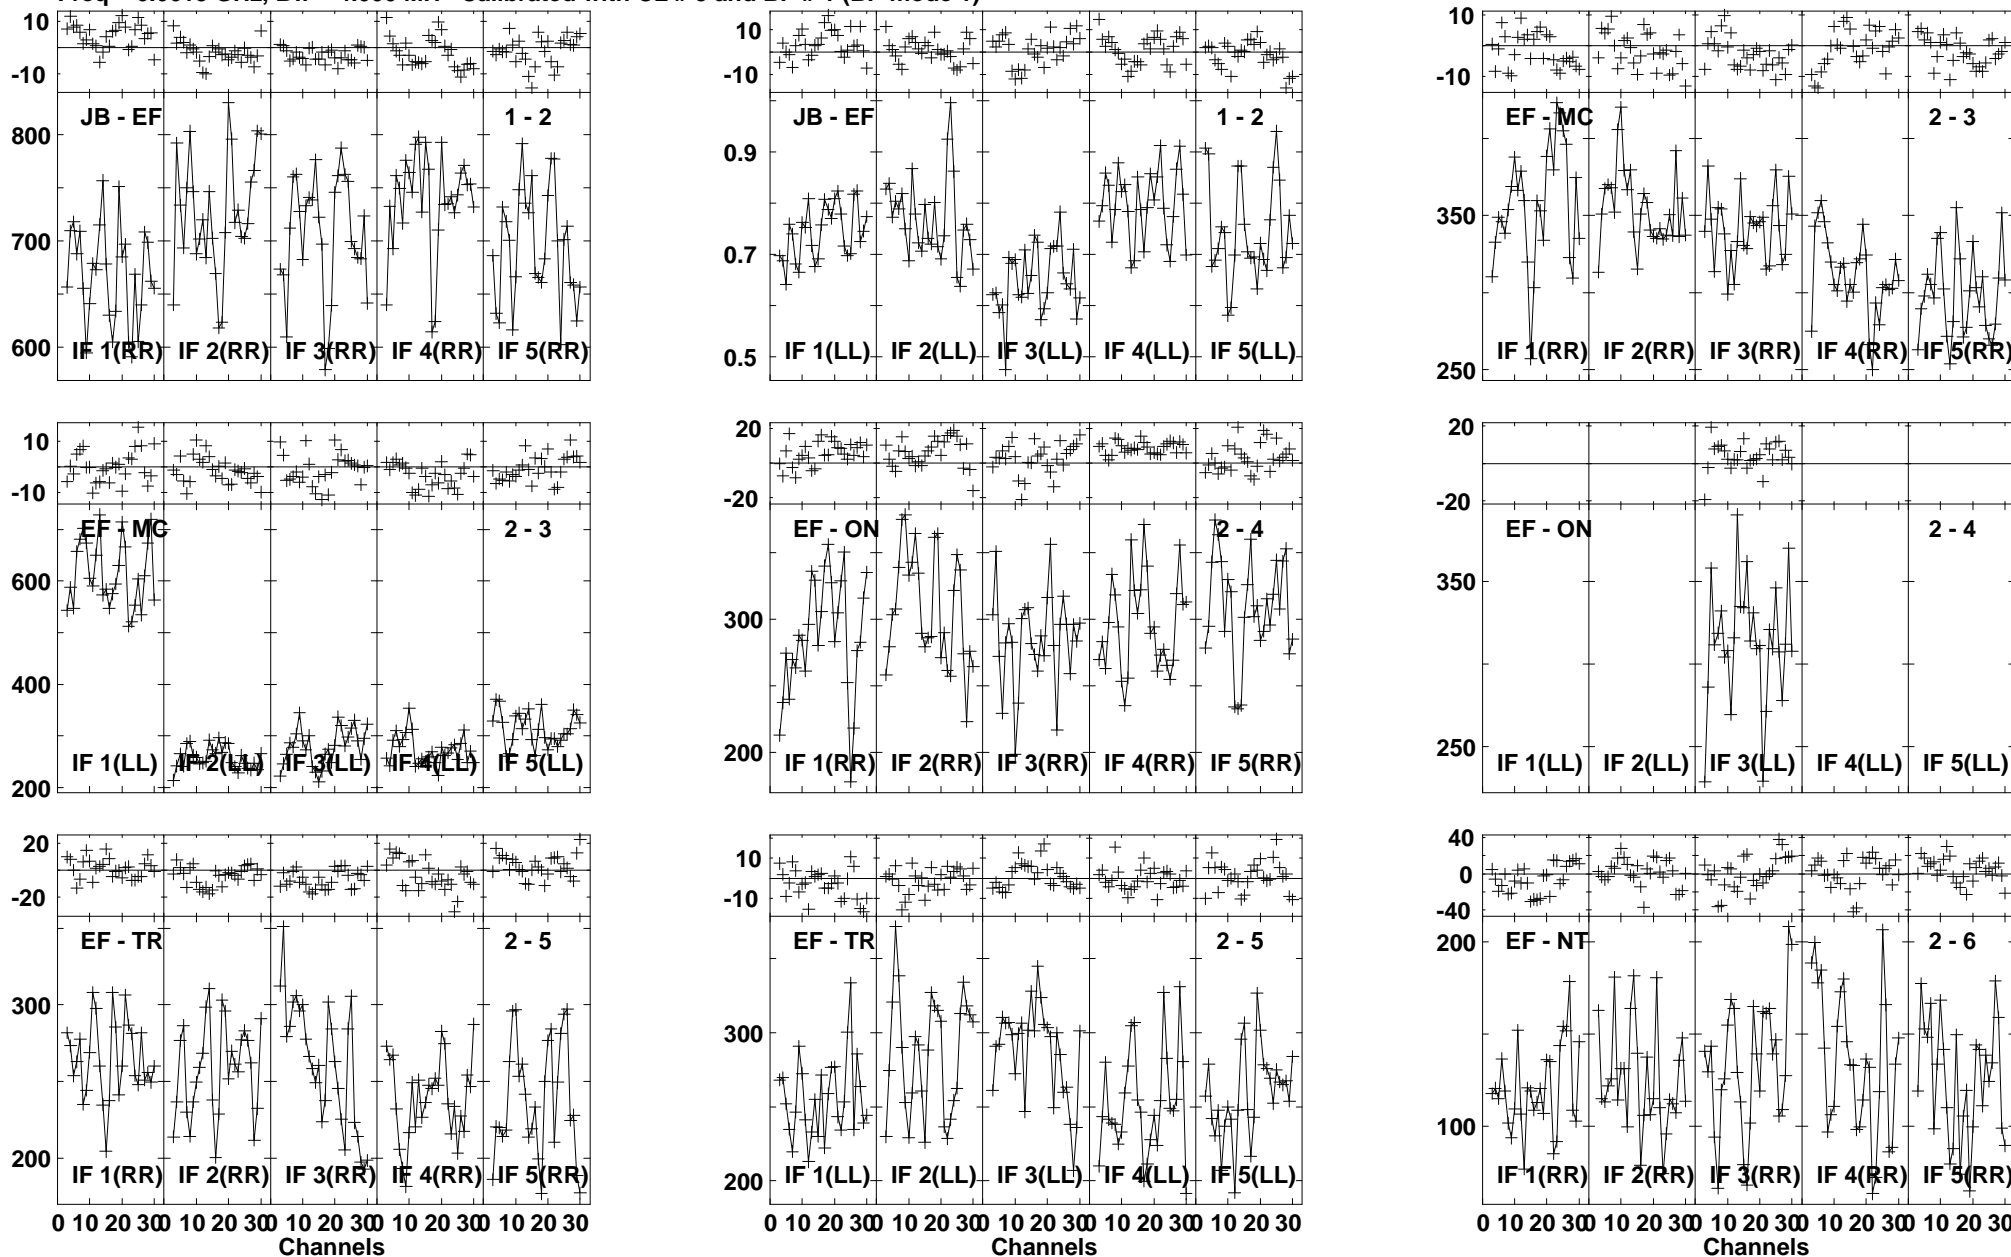 10 10 10
-10 -10 -10
JB - EF 1 - 2 JB - EF 1 - 2 EF - MC 2 - 3
800 0.9
700 0.7 350
600 0.5 250
IF 1(RR) IF 2(RR) IF 3(RR) IF 4(RR) IF 5(RR) IF 1(LL) IF 2(LL) IF 3(LL) IF 4(LL) IF 5(LL) IF 1(RR) IF 2(RR) IF 3(RR) IF 4(RR) IF 5(RR)
10 20 20
-10 -20 -20
EF - MC 2 - 3 EF - ON 2 - 4 EF - ON 2 - 4
600 300 350
400
200 200 250
IF 1(LL) IF 2(LL) IF 3(LL) IF 4(LL) IF 5(LL) IF 1(RR) IF 2(RR) IF 3(RR) IF 4(RR) IF 5(RR) IF 1(LL) IF 2(LL) IF 3(LL) IF 4(LL) IF 5(LL)
20 10 40
0
-20 -10 -40
EF - TR 2 - 5 EF - TR 2 - 5 EF - NT 2 - 6
300 300 200
200 200 100
IF 1(RR) IF 2(RR) IF 3(RR) IF 4(RR) IF 5(RR) IF 1(LL) IF 2(LL) IF 3(LL) IF 4(LL) IF 5(LL) IF 1(RR) IF 2(RR) IF 3(RR) IF 4(RR) IF 5(RR)
0 10 20 30 0 10 20 30 0 10 20 30 0 10 20 30 0 10 20 30 0 10 20 30 0 10 20 30 0 10 20 30 0 10 20 30 0 10 20 30 0 10 20 30 0 10 20 30 0 10 20 30 0 10 20 30 0 10 20 30
Channels Channels Channels